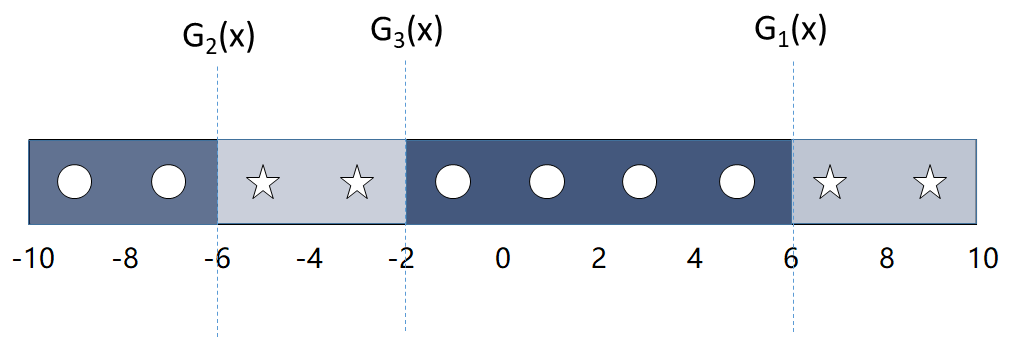 G₂(x) G₃(x) G₁(x)
-10 -8 -6 -4 -2 0 2 4 6 8 10